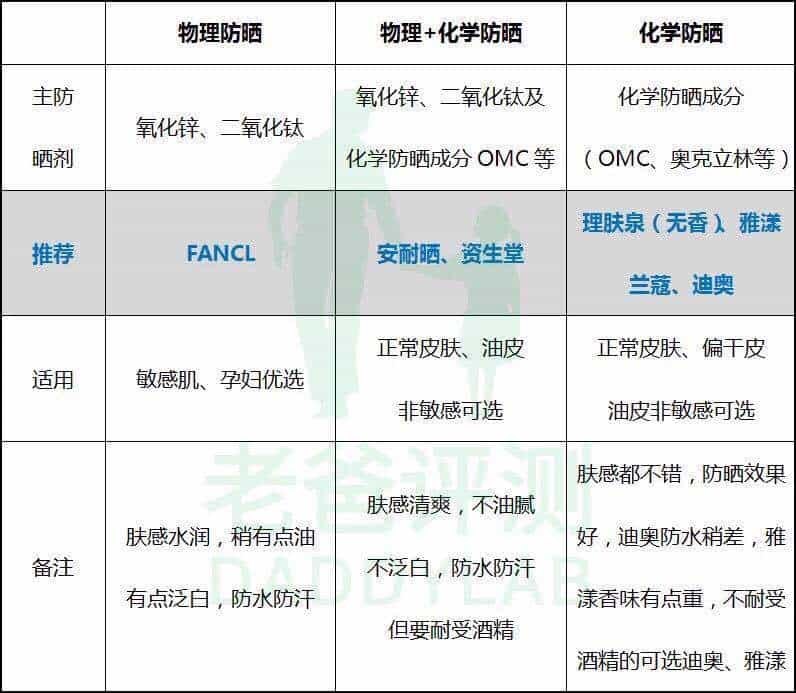 物理防晒
物理+化学防晒
化学防晒
主防
晒剂
氧化锌、二氧化钛
氧化锌、二氧化钛及
化学防晒成分 OMC 等
化学防晒成分
（OMC、奥克立林等）
推荐
FANCL
安耐晒、资生堂
理肤泉（无香）、雅漾
兰蔻、迪奥
适用
敏感肌、孕妇优选
正常皮肤、油皮
非敏感可选
正常皮肤、偏干皮
油皮非敏感可选
备注
肤感水润，稍有点油
有点泛白，防水防汗
肤感清爽，不油腻
不泛白，防水防汗
但要耐受酒精
肤感都不错，防晒效果
好，迪奥防水稍差，雅
漾香味有点重，不耐受
酒精的可选迪奥、雅漾
老爸评测
DADDYLAB